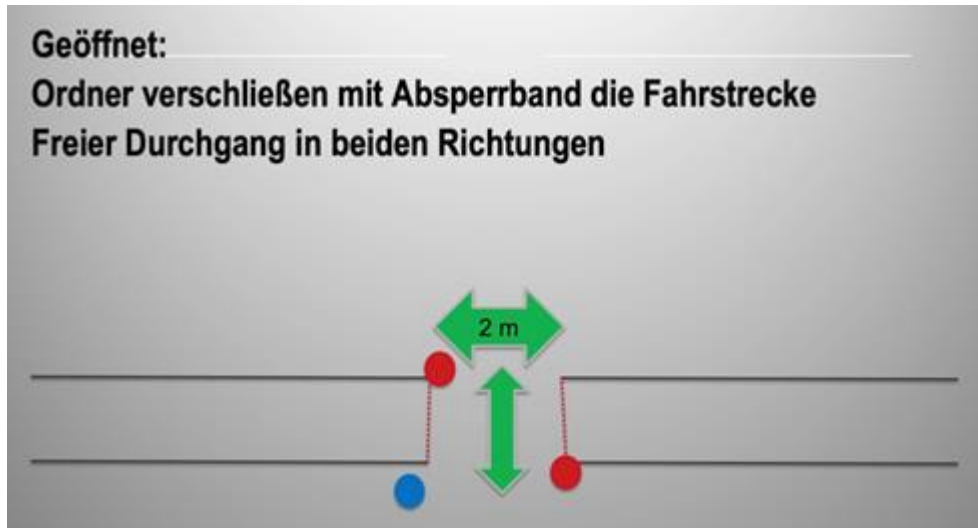 Geöffnet:
Ordner verschließen mit Absperrband die Fahrstrecke
Freier Durchgang in beiden Richtungen
2 m